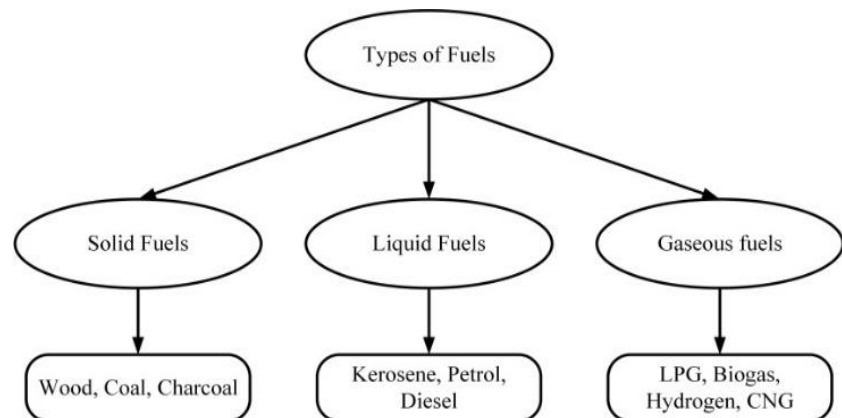 Types of Fuels
Solid Fuels
Liquid Fuels
Gaseous fuels
Wood, Coal, Charcoal
Kerosene, Petrol,
Diesel
LPG, Biogas,
Hydrogen, CNG